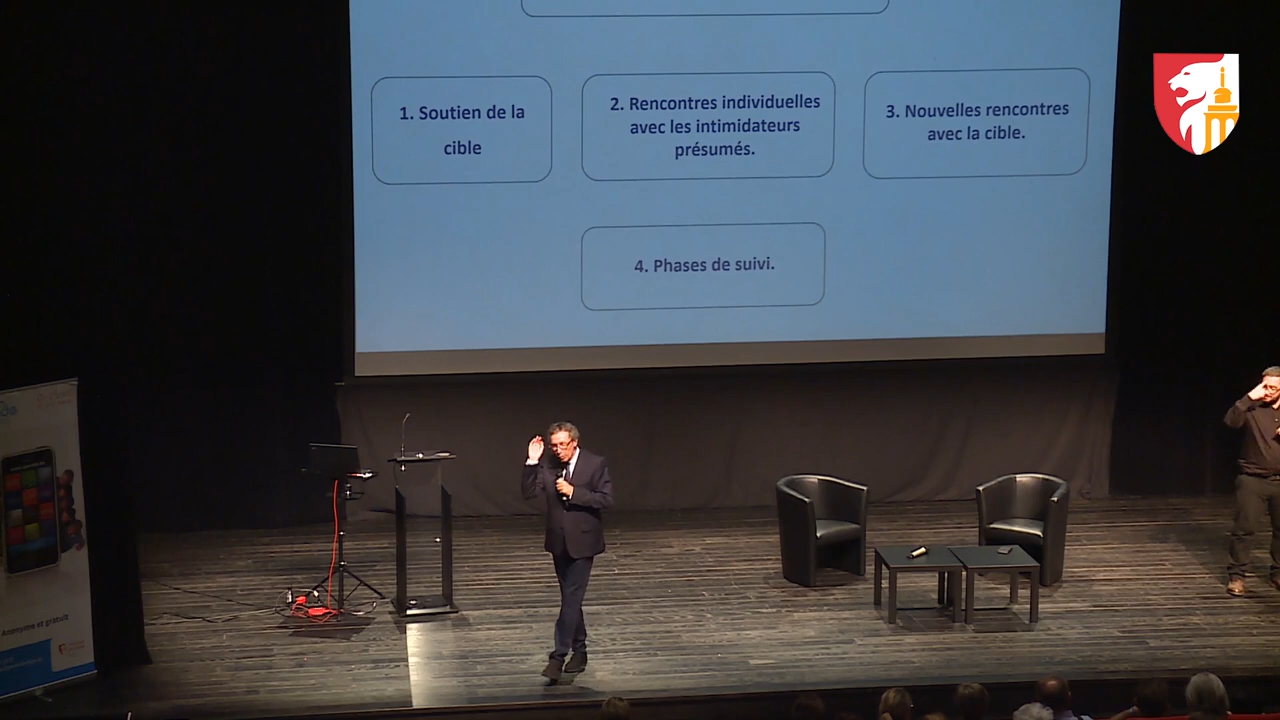 1. Soutien de la
cible
2. Rencontres individuelles
avec les intimidateurs
présumés.
3. Nouvelles rencontres
avec la cible.
4. Phases de suivi.
Anonyme et gratuit